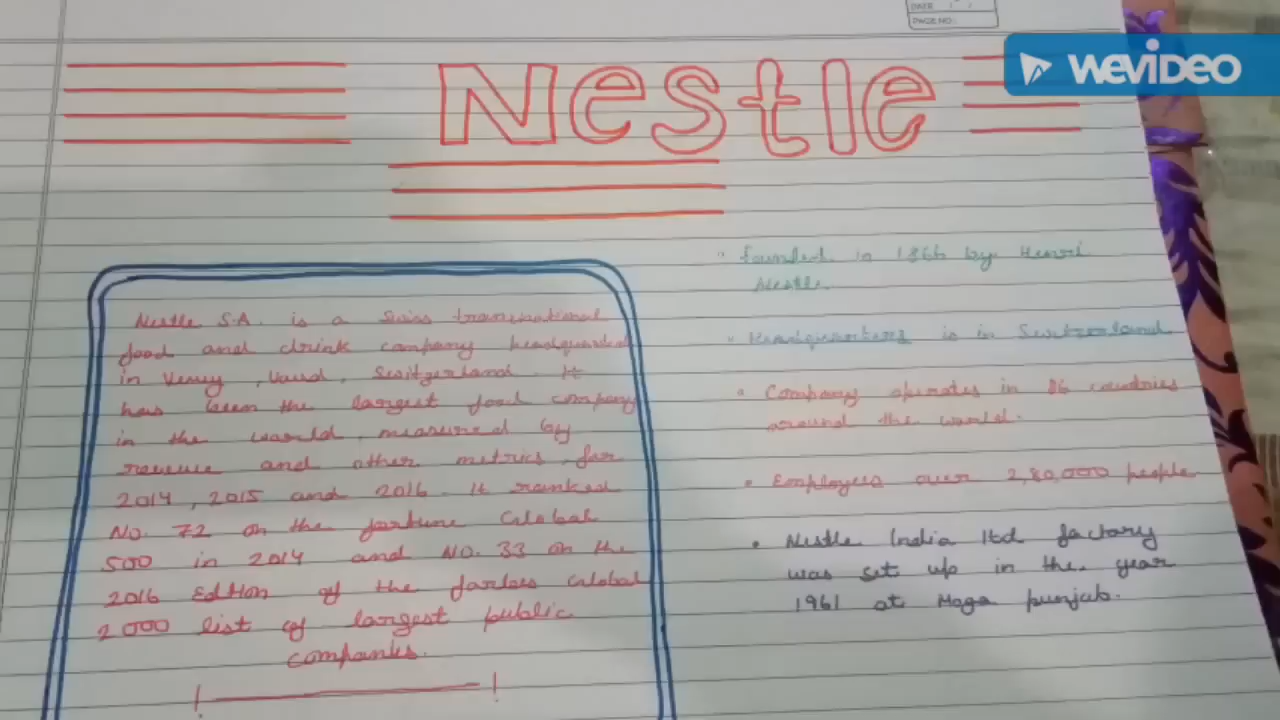 DATE / /
PAGE NO.:
WeVideo
Nestle
Nestle S.A. is a Swiss transnational
food and drink company headquarted
in Vevey , Vaud , Switzerland . It
has been the largest food company
in the world , measured by
revenue and other metrics , for
2014 , 2015 and 2016 . It ranked
No. 72 on the fortune Global
500 in 2014 and NO. 33 on the
2016 Edition of the forbes Global
2000 list of largest public
companies.
• founded in 1866 by Henri
Nestle.
• Headquarters is in
• Company operates in 86 countries
around the world.
• Employees over 2,80,000 people
• Nestle India ltd factory
was set up in the year
1961 at Moga punjab.